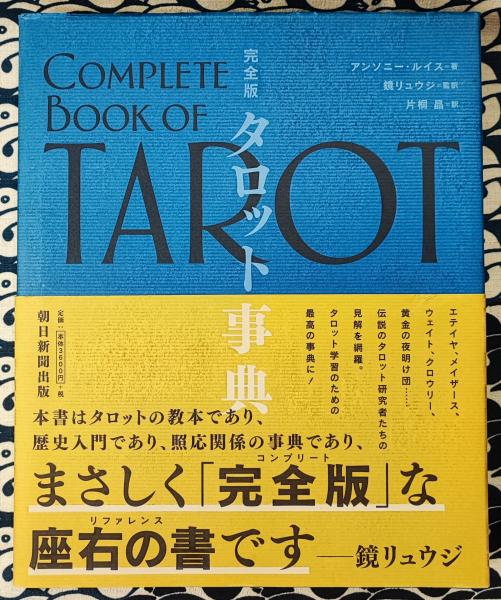 COMPLETE
BOOK OF
TAROT
完全版
タロット事典
アンソニー・ルイス=著
鏡リュウジ=監訳
片桐 晶=訳
エテイヤ、メイザース、
ウェイト、クロウリー、
黄金の夜明け団……
伝説のタロット研究者たちの
見解を網羅。
タロット学習のための
最高の事典に!
定価:本体3600円+税
朝日新聞出版
本書はタロットの教本であり、
歴史入門であり、照応関係の事典であり、
コンプリート
まさしく「完全版」な
リファレンス
座右の書です──鏡リュウジ